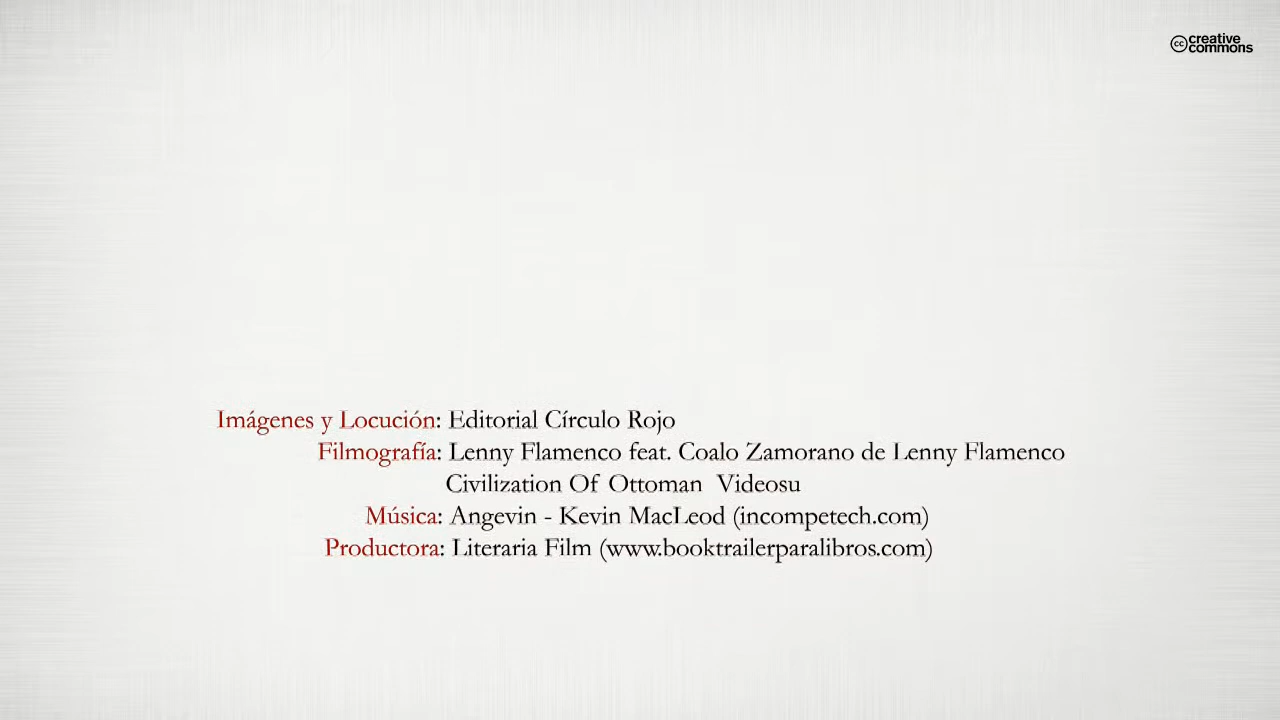 creative
commons
Imágenes y Locución: Editorial Círculo Rojo
Filmografía: Lenny Flamenco feat. Coalo Zamorano de Lenny Flamenco
Civilization Of Ottoman Videosu
Música: Angevin - Kevin MacLeod (incompetech.com)
Productora: Literaria Film (www.booktrailerparalibros.com)